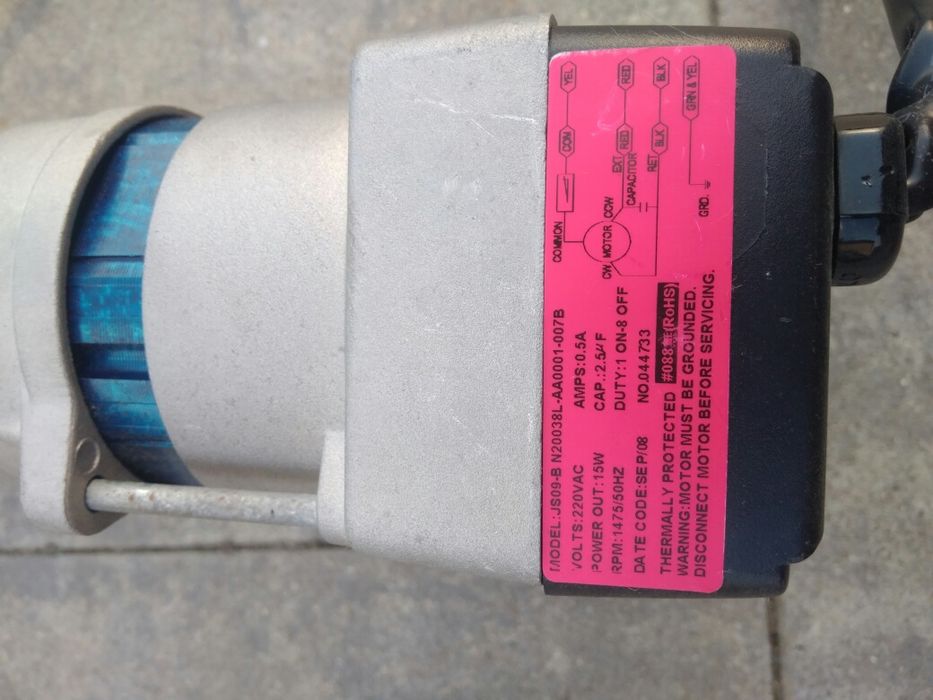 MODEL:JS09-B N20038L-AA0001-007B
VOLTS:220VAC AMPS:0.5A
POWER OUT:15W CAP.:2.5μF
RPM:1475/50HZ DUTY:1 ON-8 OFF
DATE CODE:SEP/08 NO.044733
THERMALLY PROTECTED #088 (RoHS)
WARNING:MOTOR MUST BE GROUNDED.
DISCONNECT MOTOR BEFORE SERVICING.
COMMON COM YEL
CW MOTOR CCW
EXT RED RED
CAPACITOR
RET BLK BLK
GRD. GRN & YEL